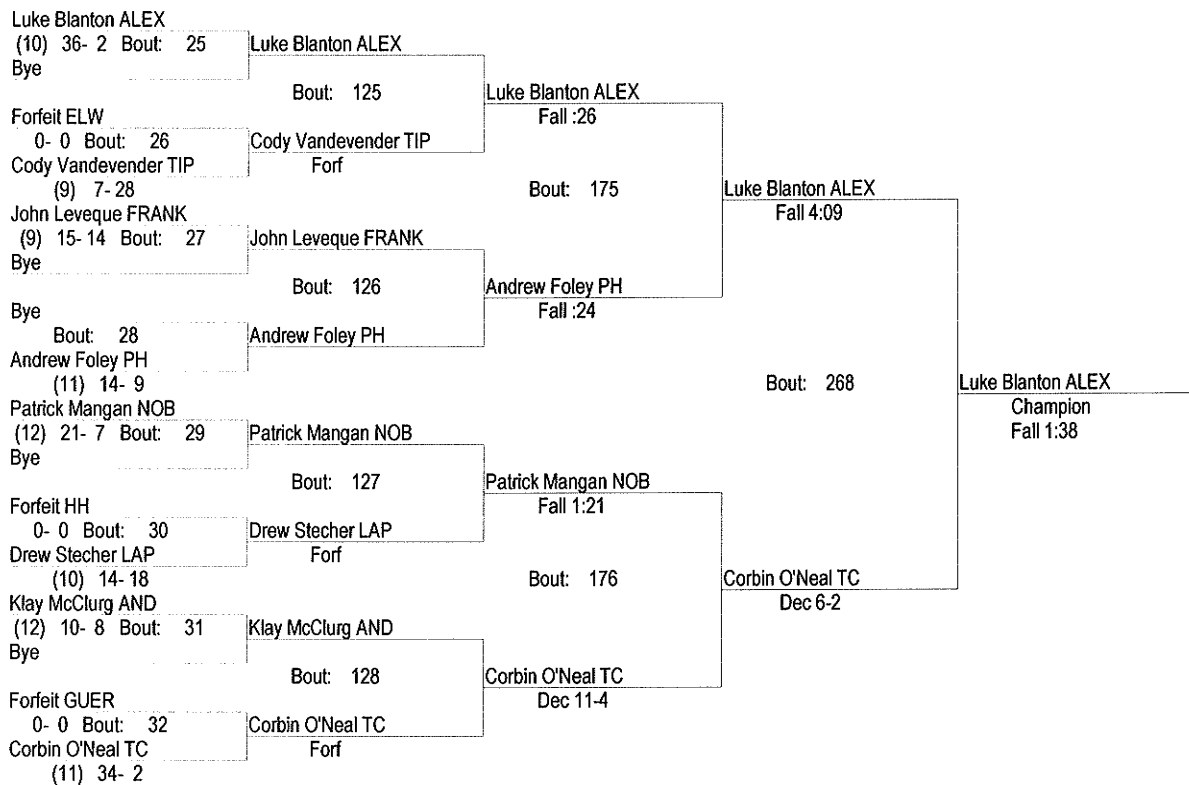 Luke Blanton ALEX
(10) 36- 2 Bout: 25
Bye
Luke Blanton ALEX
Bout: 125
Forfeit ELW
0- 0 Bout: 26
Cody Vandevender TIP
(9) 7- 28
Cody Vandevender TIP
Forf
Luke Blanton ALEX
Fall :26
Bout: 175
John Leveque FRANK
(9) 15- 14 Bout: 27
Bye
John Leveque FRANK
Bout: 126
Bye
Bout: 28
Andrew Foley PH
(11) 14- 9
Andrew Foley PH
Andrew Foley PH
Fall :24
Luke Blanton ALEX
Fall 4:09
Bout: 268
Patrick Mangan NOB
(12) 21- 7 Bout: 29
Bye
Patrick Mangan NOB
Bout: 127
Forfeit HH
0- 0 Bout: 30
Drew Stecher LAP
(10) 14- 18
Drew Stecher LAP
Forf
Patrick Mangan NOB
Fall 1:21
Bout: 176
Klay McClurg AND
(12) 10- 8 Bout: 31
Bye
Klay McClurg AND
Bout: 128
Forfeit GUER
0- 0 Bout: 32
Corbin O'Neal TC
(11) 34- 2
Corbin O'Neal TC
Forf
Corbin O'Neal TC
Dec 11-4
Corbin O'Neal TC
Dec 6-2
Luke Blanton ALEX
Champion
Fall 1:38